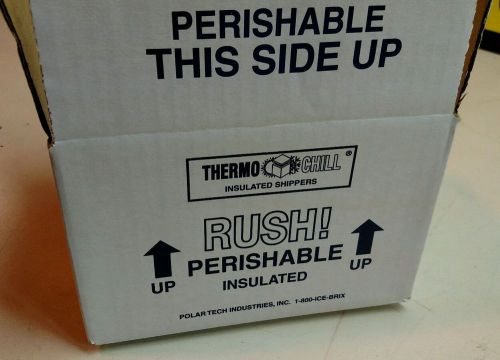 PERISHABLE
THIS SIDE UP
THERMO CHILL ®
INSULATED SHIPPERS
RUSH!
PERISHABLE
UP INSULATED UP
POLAR TECH INDUSTRIES, INC. 1-800-ICE-BRIX